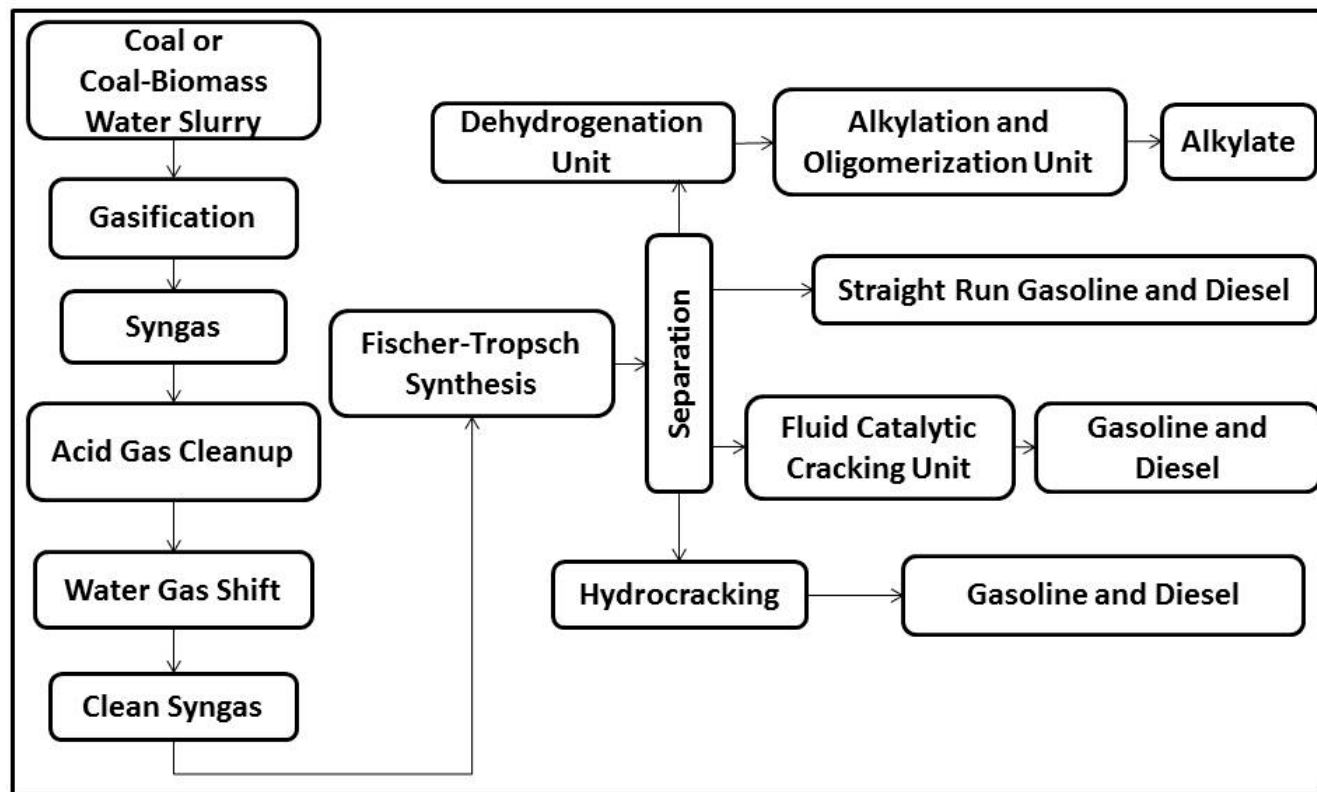 Coal or
Coal-Biomass
Water Slurry
Gasification
Syngas
Acid Gas Cleanup
Water Gas Shift
Clean Syngas
Fischer-Tropsch
Synthesis
Separation
Dehydrogenation
Unit
Alkylation and
Oligomerization Unit
Alkylate
Straight Run Gasoline and Diesel
Fluid Catalytic
Cracking Unit
Gasoline and
Diesel
Hydrocracking
Gasoline and Diesel